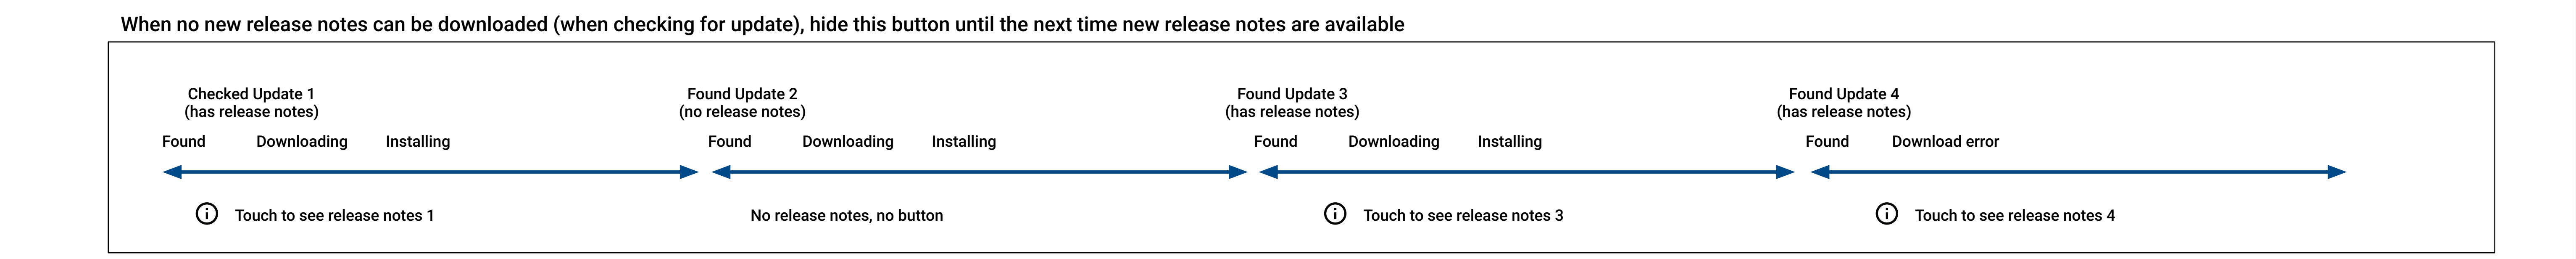 When no new release notes can be downloaded (when checking for update), hide this button until the next time new release notes are available
Checked Update 1
(has release notes)
Found Downloading Installing
Touch to see release notes 1
Found Update 2
(no release notes)
Found Downloading Installing
No release notes, no button
Found Update 3
(has release notes)
Found Downloading Installing
Touch to see release notes 3
Found Update 4
(has release notes)
Found Download error
Touch to see release notes 4